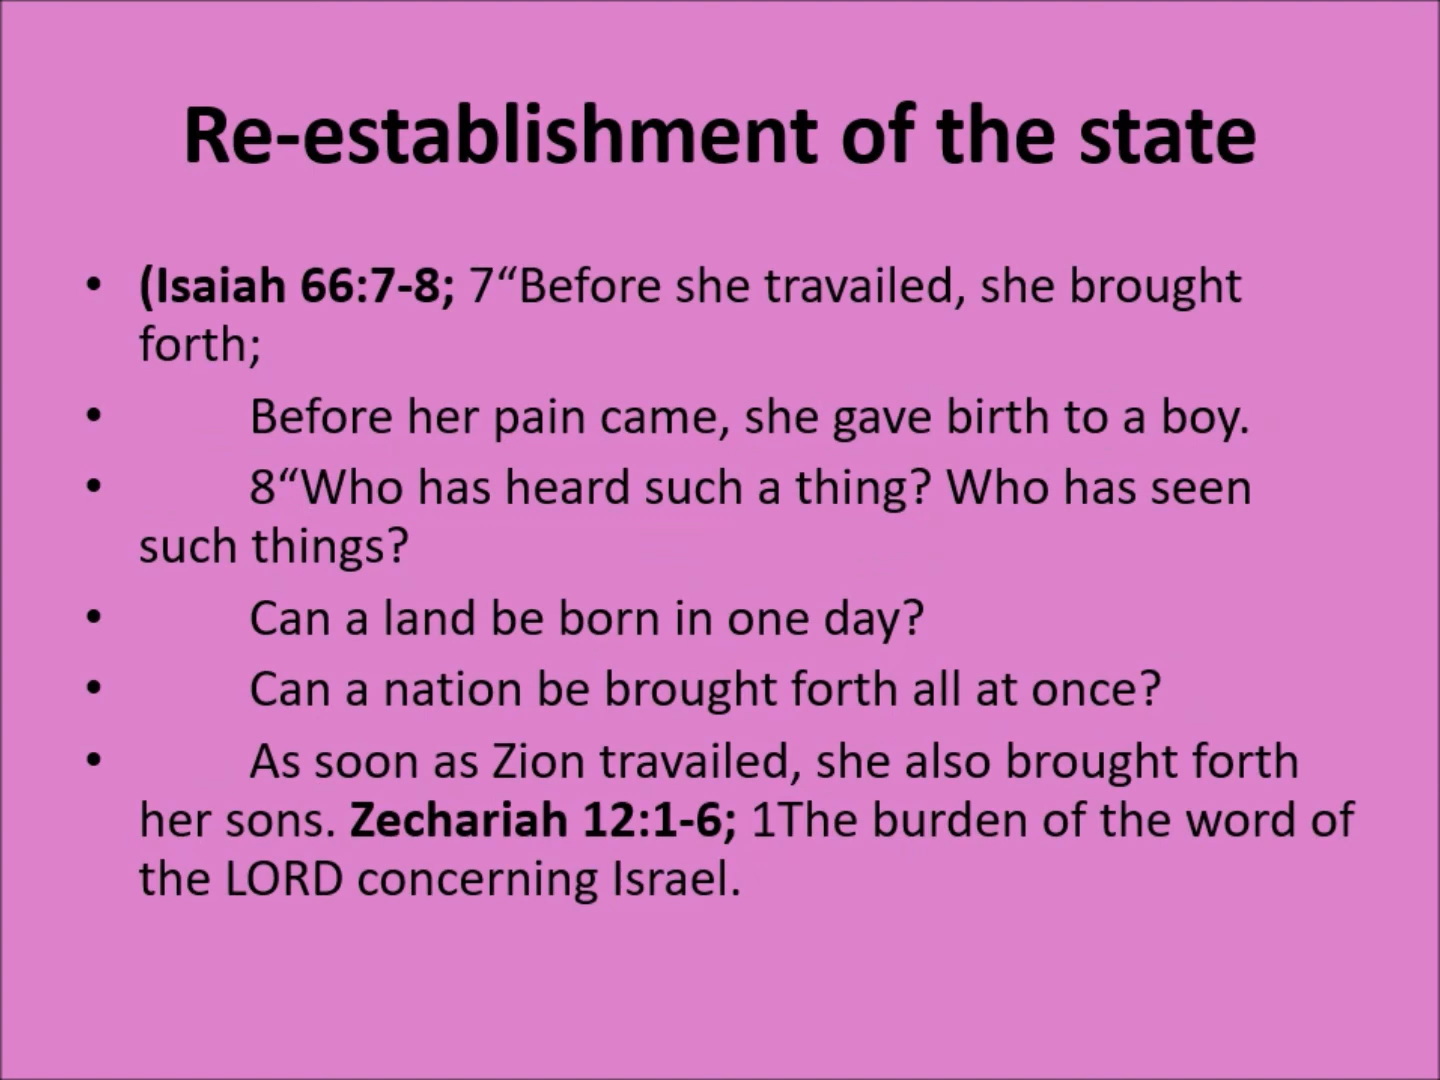 Re-establishment of the state
• (Isaiah 66:7-8; 7“Before she travailed, she brought
forth;
• Before her pain came, she gave birth to a boy.
• 8“Who has heard such a thing? Who has seen
such things?
• Can a land be born in one day?
• Can a nation be brought forth all at once?
• As soon as Zion travailed, she also brought forth
her sons. Zechariah 12:1-6; 1The burden of the word of
the LORD concerning Israel.